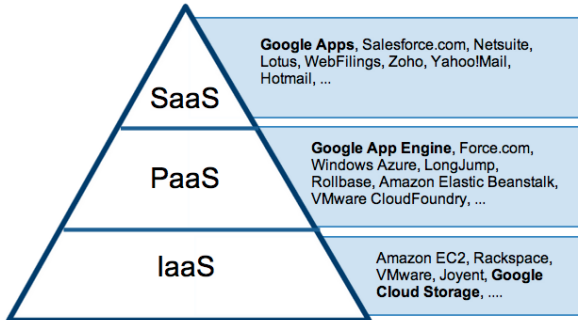 SaaS
Google Apps, Salesforce.com, Netsuite,
Lotus, WebFilings, Zoho, Yahoo!Mail,
Hotmail, ...
PaaS
Google App Engine, Force.com,
Windows Azure, LongJump,
Rollbase, Amazon Elastic Beanstalk,
VMware CloudFoundry, ...
IaaS
Amazon EC2, Rackspace,
VMware, Joyent, Google
Cloud Storage, ....